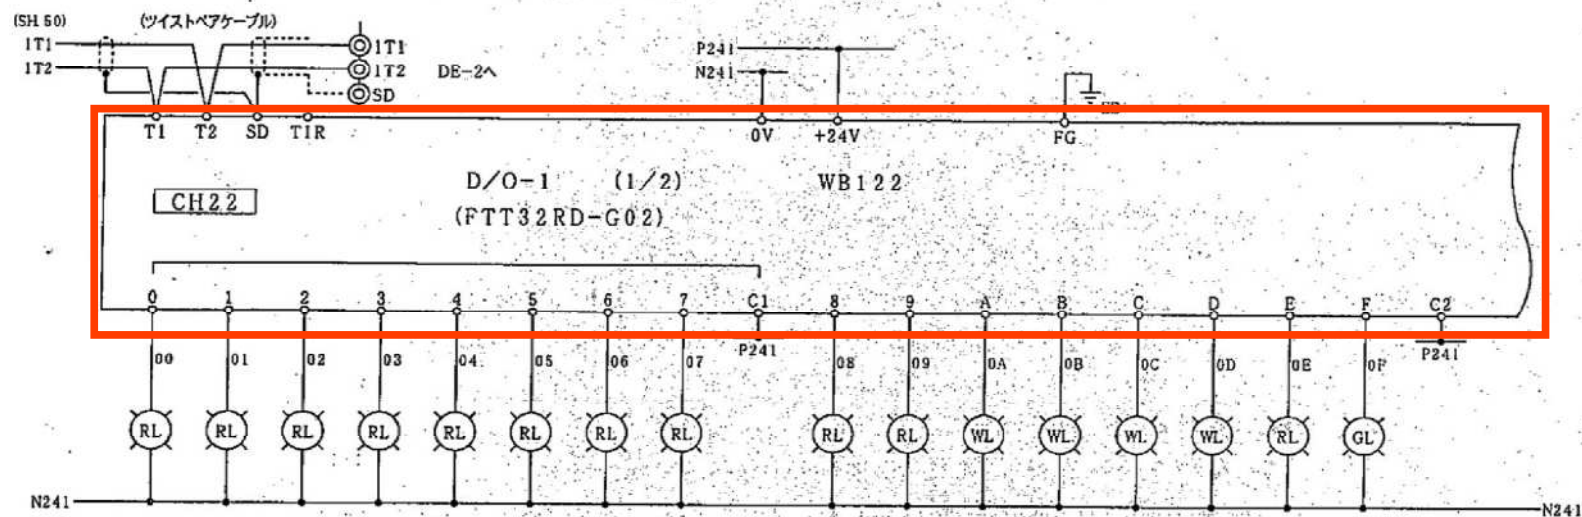 (SH.50) (ツイストペアケーブル)
1T1 1T1 P241
1T2 1T2 DE-2へ N241
SD
T1 T2 SD T1R 0V +24V FG
D/O-1 (1/2) WB122
CH22
(FTT32RD-G02)
0 1 2 3 4 5 6 7 C1 8 9 A B C D E F C2
P241 P241
00 01 02 03 04 05 06 07 08 09 0A 0B 0C 0D 0E 0F
RL RL RL RL RL RL RL RL RL RL WL WL WL WL RL GL
N241 N241